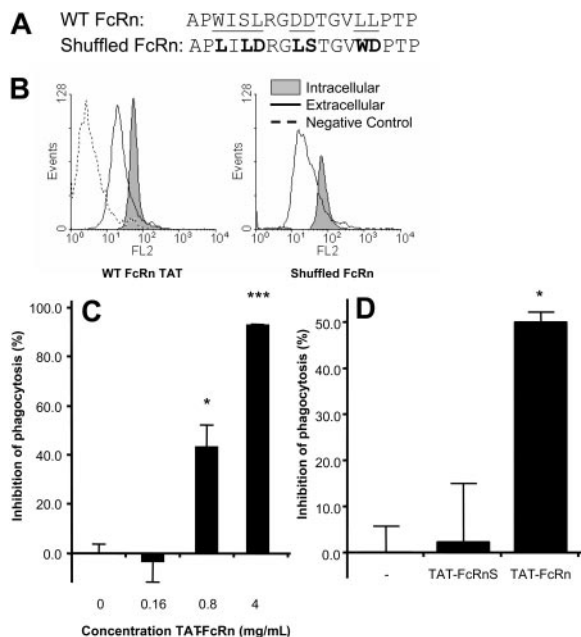 A
WT FcRn: APWISLRGDDTGVLLPTP
Shuffled FcRn: APLILDRGLSTGVWDPTP
B
128
Events
0
10^0 10^1 10^2 10^3 10^4
FL2
WT FcRn TAT
Intracellular
Extracellular
Negative Control
128
Events
0
10^0 10^1 10^2 10^3 10^4
FL2
Shuffled FcRn
C
Inhibition of phagocytosis (%)
100.0
80.0
60.0
40.0
20.0
0.0
*
***
0 0.16 0.8 4
Concentration TAT-FcRn (mg/mL)
D
Inhibition of phagocytosis (%)
50.0
40.0
30.0
20.0
10.0
0.0
*
- TAT-FcRnS TAT-FcRn